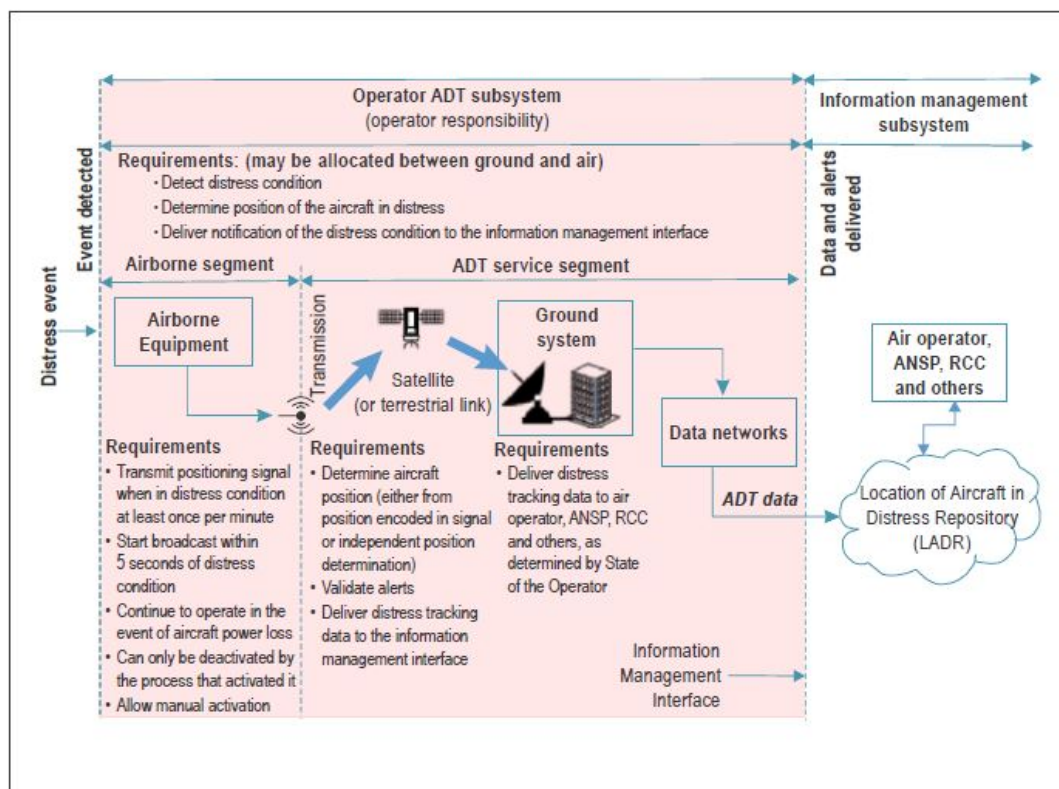 Operator ADT subsystem
(operator responsibility)
Information management
subsystem
Requirements: (may be allocated between ground and air)
· Detect distress condition
· Determine position of the aircraft in distress
· Deliver notification of the distress condition to the information management interface
Event detected
Data and alerts
delivered
Airborne segment
ADT service segment
Distress event
Airborne
Equipment
Transmission
Satellite
(or terrestrial link)
Ground
system
Data networks
Air operator,
ANSP, RCC
and others
Requirements
• Transmit positioning signal
when in distress condition
at least once per minute
• Start broadcast within
5 seconds of distress
condition
• Continue to operate in the
event of aircraft power loss
• Can only be deactivated by
the process that activated it
• Allow manual activation
Requirements
• Determine aircraft
position (either from
position encoded in signal
or independent position
determination)
• Validate alerts
• Deliver distress tracking
data to the information
management interface
Requirements
• Deliver distress
tracking data to air
operator, ANSP, RCC
and others, as
determined by State
of the Operator
ADT data
Location of Aircraft in
Distress Repository
(LADR)
Information
Management
Interface